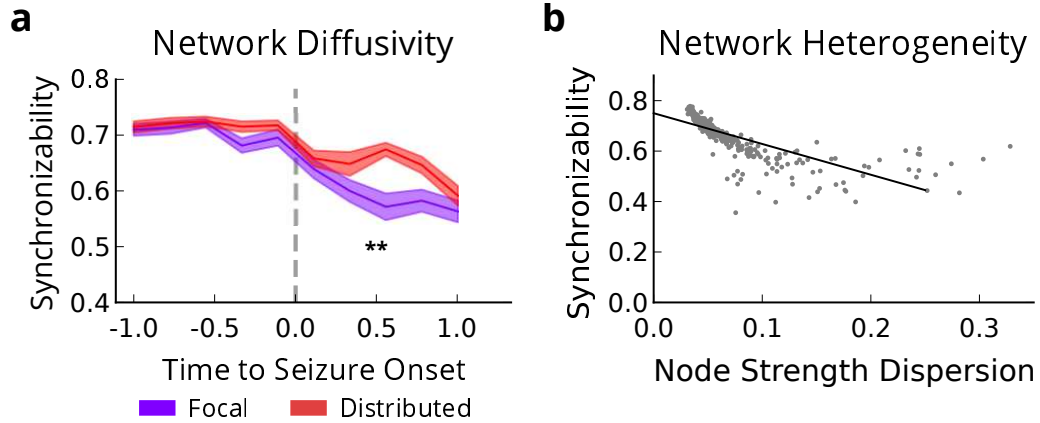 a
Network Diffusivity
Synchronizability
0.8
0.7
0.6
0.5
0.4
**
-1.0 -0.5 0.0 0.5 1.0
Time to Seizure Onset
Focal Distributed
b
Network Heterogeneity
Synchronizability
0.8
0.6
0.4
0.2
0.0
0.0 0.1 0.2 0.3
Node Strength Dispersion